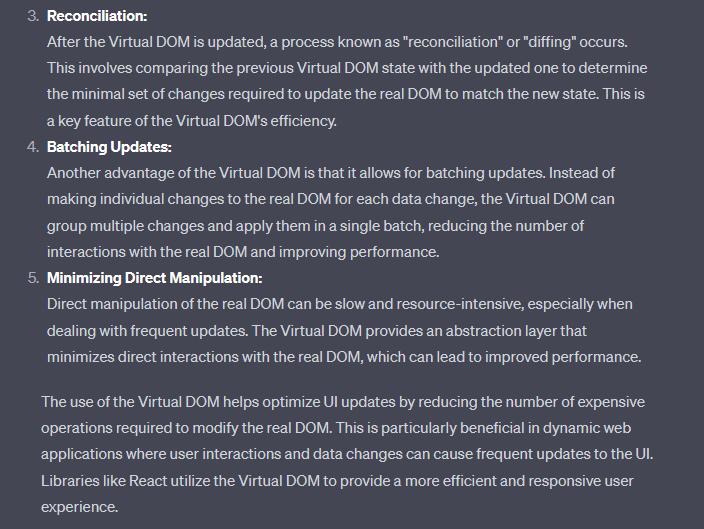 3. Reconciliation:
After the Virtual DOM is updated, a process known as "reconciliation" or "diffing" occurs.
This involves comparing the previous Virtual DOM state with the updated one to determine
the minimal set of changes required to update the real DOM to match the new state. This is
a key feature of the Virtual DOM's efficiency.
4. Batching Updates:
Another advantage of the Virtual DOM is that it allows for batching updates. Instead of
making individual changes to the real DOM for each data change, the Virtual DOM can
group multiple changes and apply them in a single batch, reducing the number of
interactions with the real DOM and improving performance.
5. Minimizing Direct Manipulation:
Direct manipulation of the real DOM can be slow and resource-intensive, especially when
dealing with frequent updates. The Virtual DOM provides an abstraction layer that
minimizes direct interactions with the real DOM, which can lead to improved performance.
The use of the Virtual DOM helps optimize UI updates by reducing the number of expensive
operations required to modify the real DOM. This is particularly beneficial in dynamic web
applications where user interactions and data changes can cause frequent updates to the UI.
Libraries like React utilize the Virtual DOM to provide a more efficient and responsive user
experience.